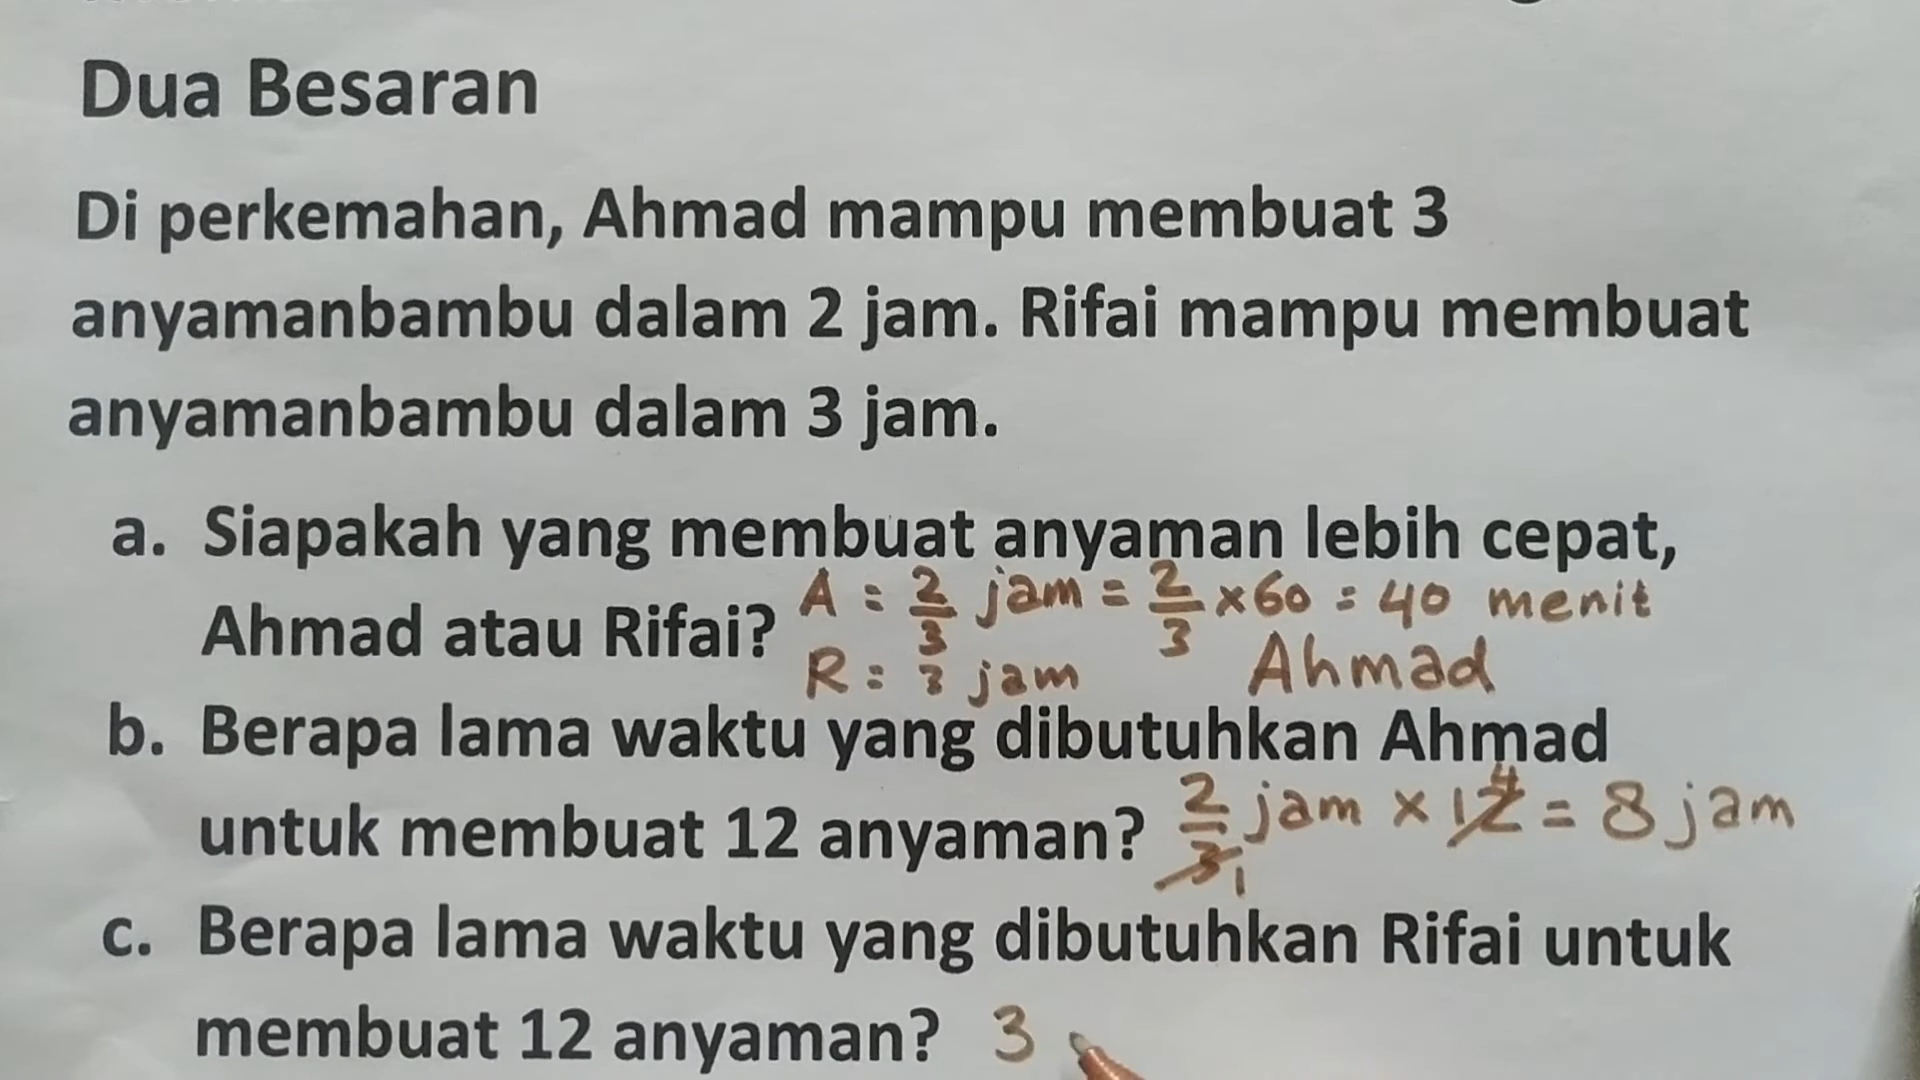 Dua Besaran
Di perkemahan, Ahmad mampu membuat 3
anyamanbambu dalam 2 jam. Rifai mampu membuat
anyamanbambu dalam 3 jam.
a. Siapakah yang membuat anyaman lebih cepat,
Ahmad atau Rifai?
A = 2/3 jam = 2/3 x 60 = 40 menit
R = 3 jam
Ahmad
b. Berapa lama waktu yang dibutuhkan Ahmad
untuk membuat 12 anyaman?
2/3 1 jam x 12 4 = 8 jam
c. Berapa lama waktu yang dibutuhkan Rifai untuk
membuat 12 anyaman? 3